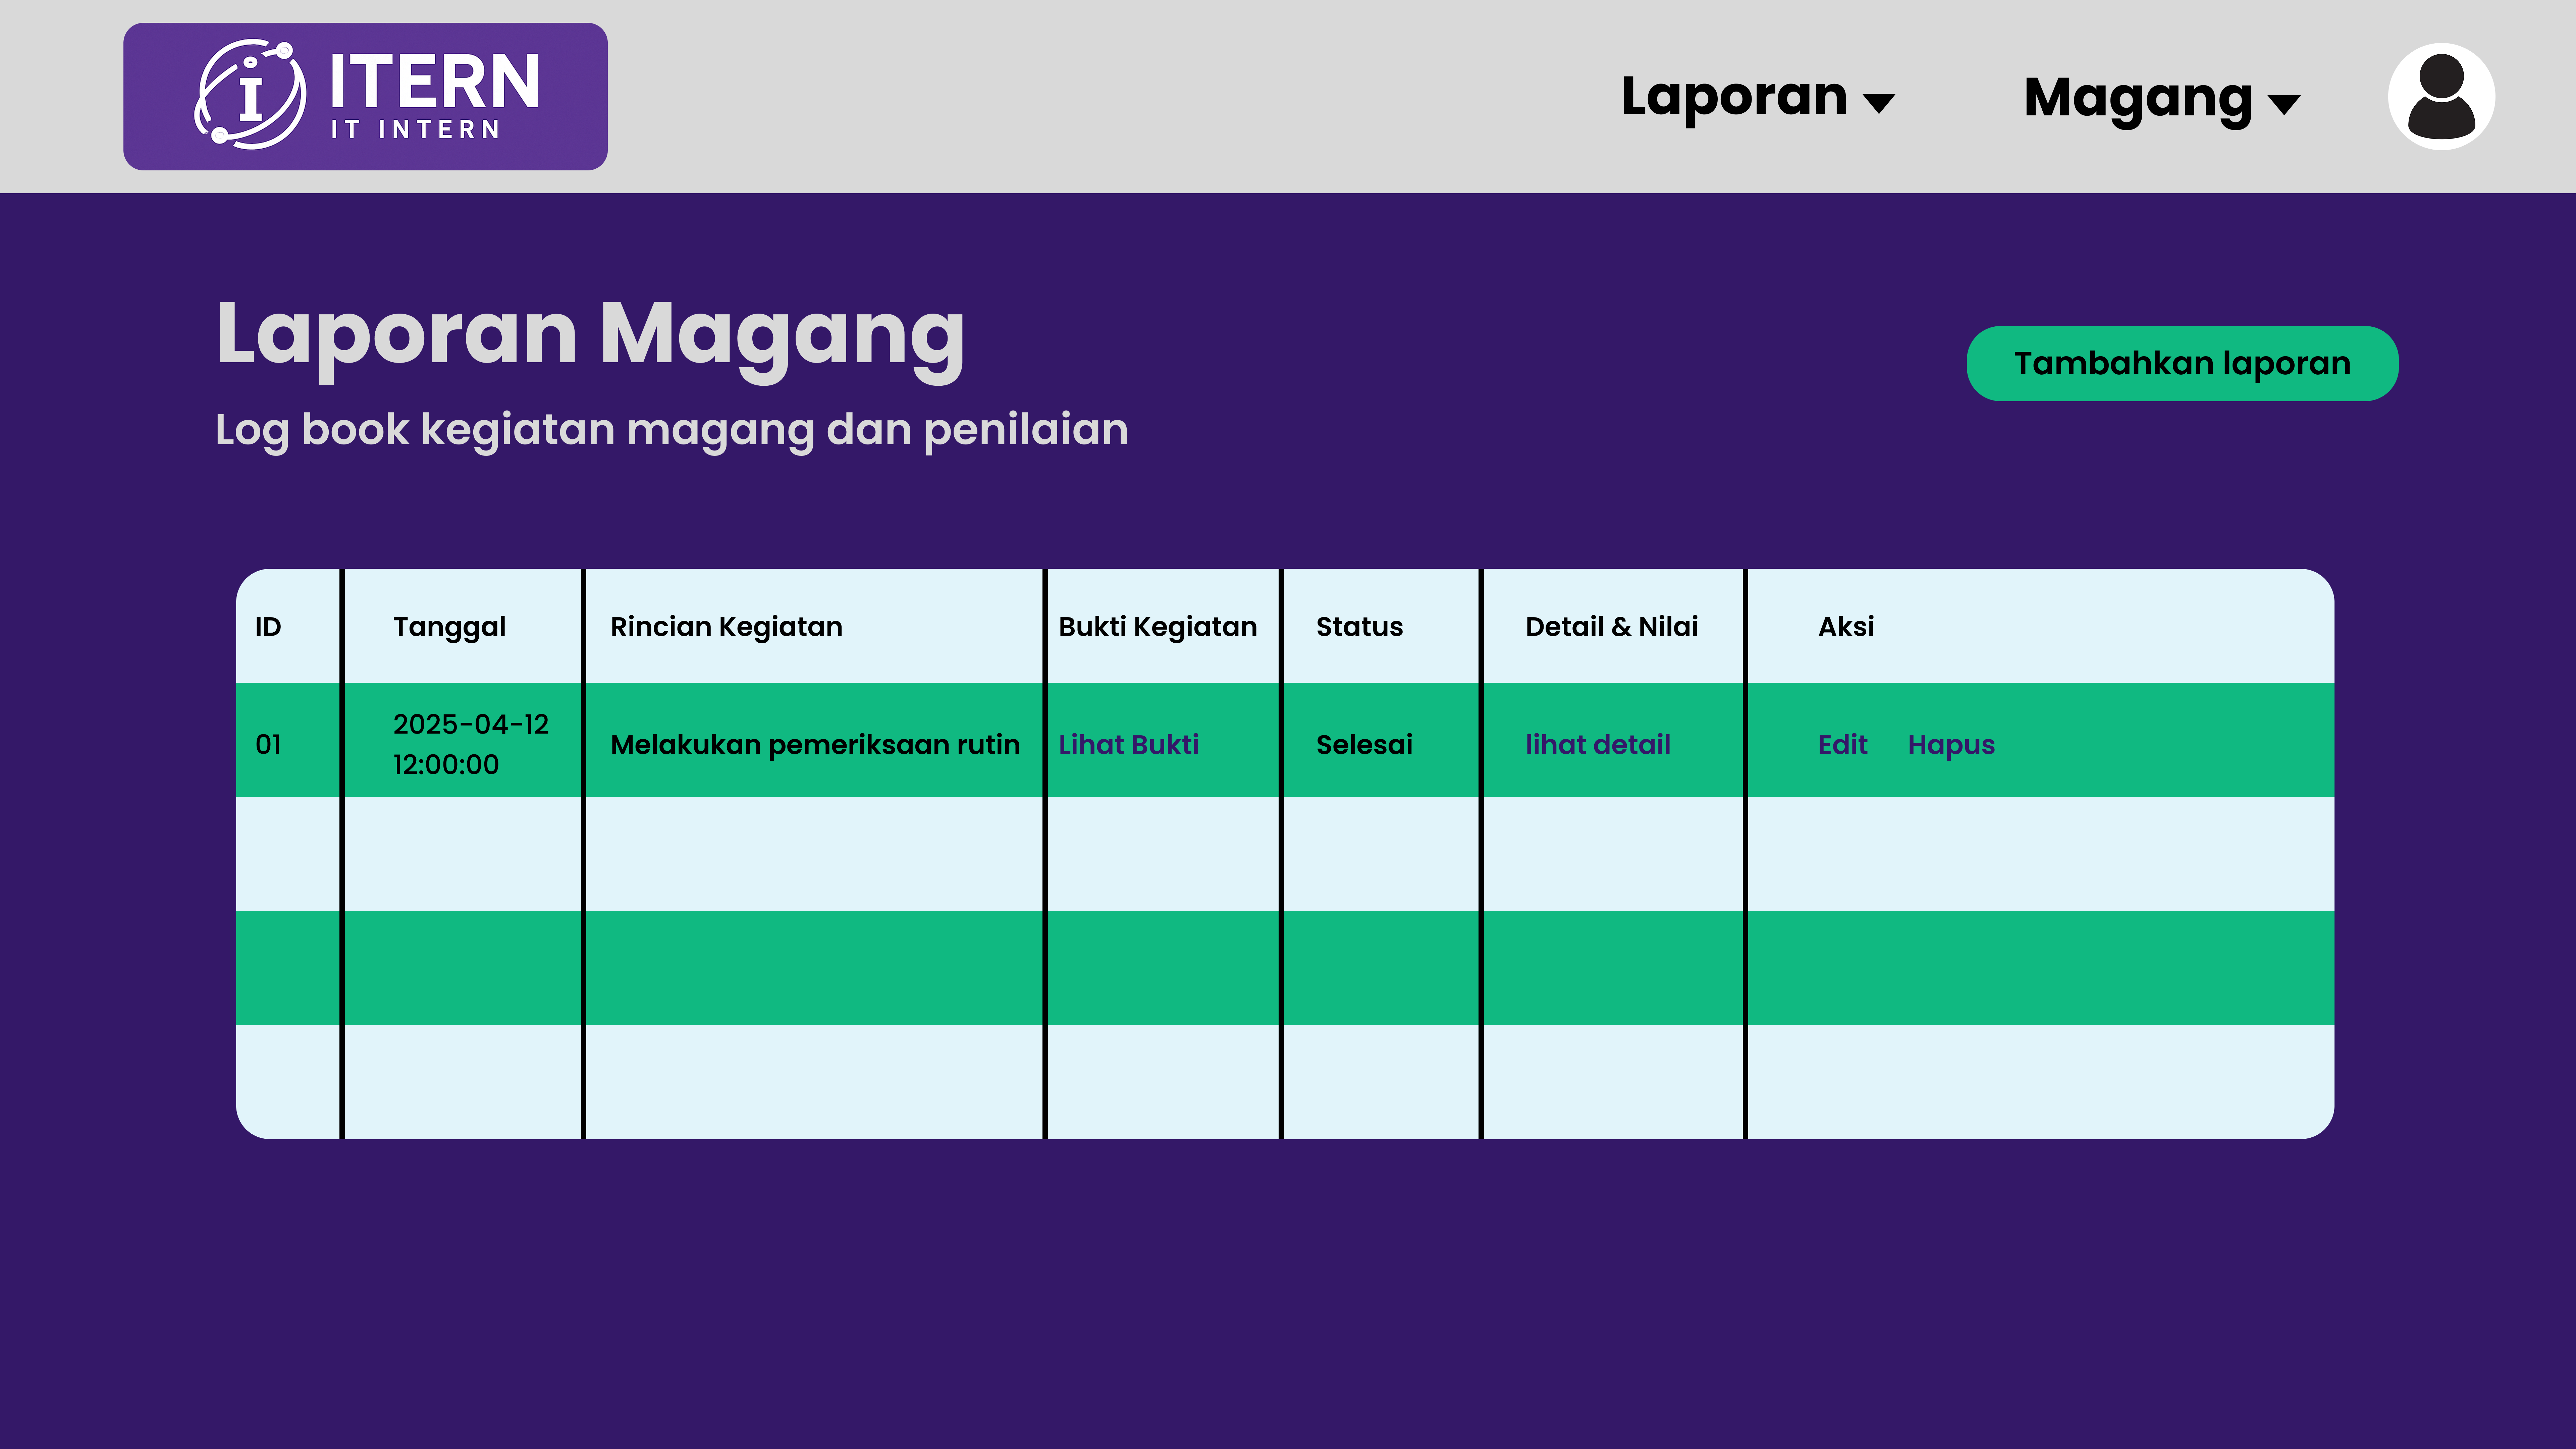 ITERN
IT INTERN
Laporan
Magang
Laporan Magang
Log book kegiatan magang dan penilaian
Tambahkan laporan
ID Tanggal Rincian Kegiatan Bukti Kegiatan Status Detail & Nilai Aksi
01 2025-04-12 12:00:00 Melakukan pemeriksaan rutin Lihat Bukti Selesai lihat detail Edit Hapus